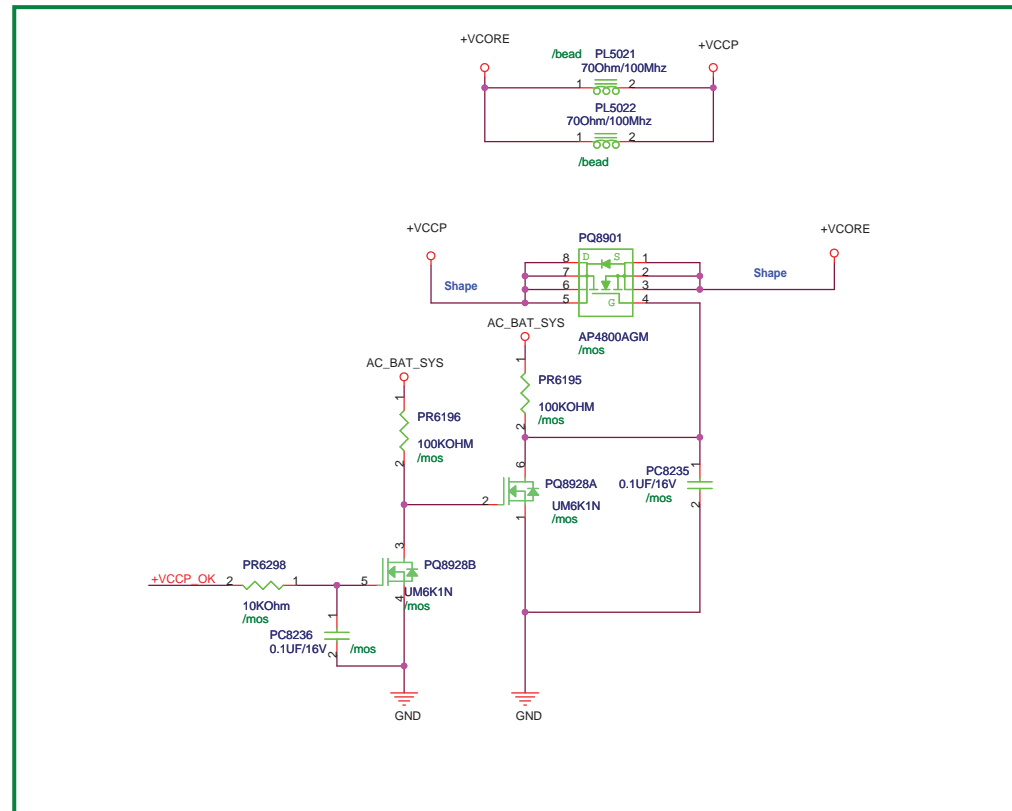 +VCORE
/bead PL5021
+VCCP
70Ohm/100Mhz
1 2
PL5022
70Ohm/100Mhz
1 2
/bead
+VCCP
+VCORE
PQ8901
8 D S 1
7 2
6 3
5 G 4
Shape
Shape
AP4800AGM
/mos
AC_BAT_SYS
1
PR6195
100KOHM
/mos
2
AC_BAT_SYS
1
PR6196
100KOHM
/mos
2
6
PQ8928A
2
UM6K1N
/mos
1
1
PC8235
0.1UF/16V
/mos
2
3
PQ8928B
5
UM6K1N
/mos
4
+VCCP_OK
PR6298
2 1
10KOhm
/mos
1
PC8236
0.1UF/16V
/mos
2
GND
GND